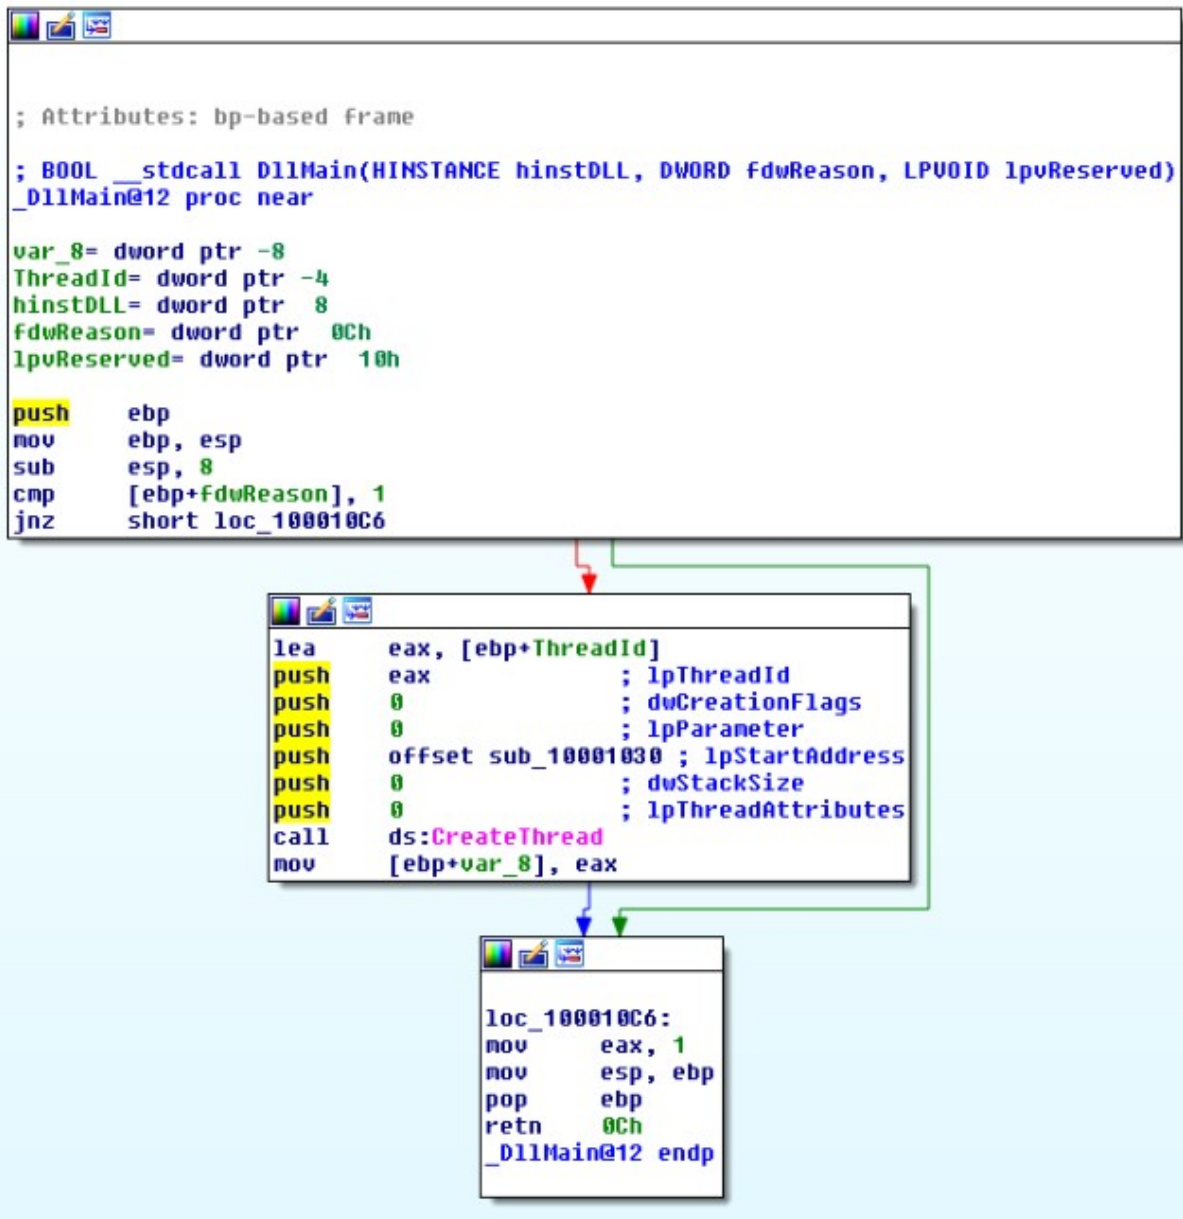 ; Attributes: bp-based frame
; BOOL __stdcall DllMain(HINSTANCE hinstDLL, DWORD fdwReason, LPVOID lpvReserved)
_DllMain@12 proc near
var_8= dword ptr -8
ThreadId= dword ptr -4
hinstDLL= dword ptr  8
fdwReason= dword ptr  0Ch
lpvReserved= dword ptr  10h
push    ebp
mov     ebp, esp
sub     esp, 8
cmp     [ebp+fdwReason], 1
jnz     short loc_100010C6
lea     eax, [ebp+ThreadId]
push    eax             ; lpThreadId
push    0               ; dwCreationFlags
push    0               ; lpParameter
push    offset sub_10001030 ; lpStartAddress
push    0               ; dwStackSize
push    0               ; lpThreadAttributes
call    ds:CreateThread
mov     [ebp+var_8], eax
loc_100010C6:
mov     eax, 1
mov     esp, ebp
pop     ebp
retn    0Ch
_DllMain@12 endp